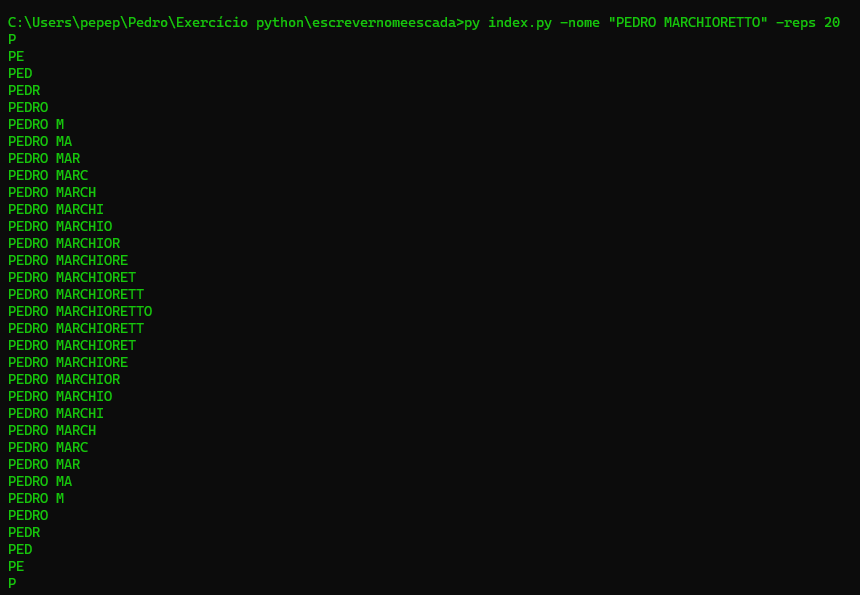 C:\Users\pepep\Pedro\Exercício python\escrevernomeescada>py index.py -nome "PEDRO MARCHIORETTO" -reps 20
P
PE
PED
PEDR
PEDRO
PEDRO M
PEDRO MA
PEDRO MAR
PEDRO MARC
PEDRO MARCH
PEDRO MARCHI
PEDRO MARCHIO
PEDRO MARCHIOR
PEDRO MARCHIORE
PEDRO MARCHIORET
PEDRO MARCHIORETT
PEDRO MARCHIORETTO
PEDRO MARCHIORETT
PEDRO MARCHIORET
PEDRO MARCHIORE
PEDRO MARCHIOR
PEDRO MARCHIO
PEDRO MARCHI
PEDRO MARCH
PEDRO MARC
PEDRO MAR
PEDRO MA
PEDRO M
PEDRO
PEDR
PED
PE
P